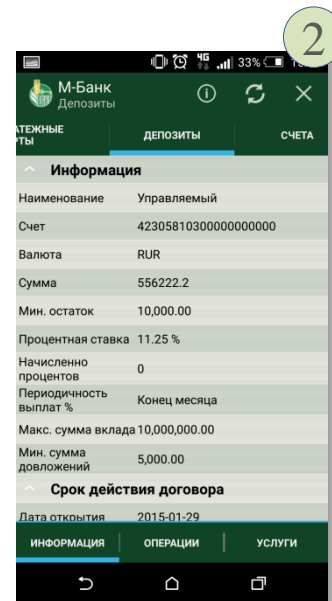 2
4G 33%
М-Банк
Депозиты
АТЕЖНЫЕ
РТЫ
ДЕПОЗИТЫ
СЧЕТА
Информация
Наименование Управляемый
Счет 42305810300000000000
Валюта RUR
Сумма 556222.2
Мин. остаток 10,000.00
Процентная ставка 11.25 %
Начисленно
процентов 0
Периодичность
выплат % Конец месяца
Макс. сумма вклада 10,000,000.00
Мин. сумма
довложений 5,000.00
Срок действия договора
Дата открытия 2015-01-29
ИНФОРМАЦИЯ ОПЕРАЦИИ УСЛУГИ